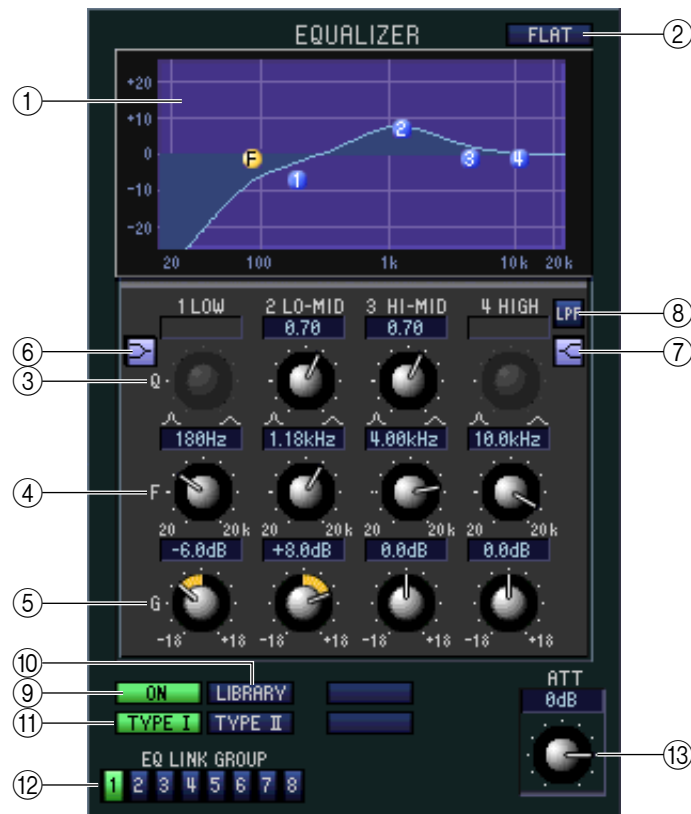 EQUALIZER FLAT ②
①
+20
+10
0
-10
-20
F 1 2 3 4
20 100 1k 10k 20k
1 LOW 2 LO-MID 3 HI-MID 4 HIGH
0.70 0.70 LPF ⑧
⑥ ⑦
③ Q
180Hz 1.18kHz 4.00kHz 10.0kHz
④ F
20 20k 20 20k 20 20k 20 20k
-6.0dB +8.0dB 0.0dB 0.0dB
⑤ G
-18 +18 -18 +18 -18 +18 -18 +18
⑩
⑨ ON LIBRARY
⑪ TYPE I TYPE II
ATT
0dB
⑬
EQ LINK GROUP
⑫ 1 2 3 4 5 6 7 8